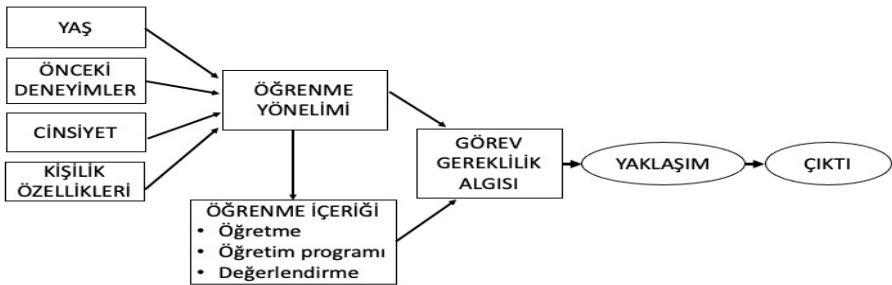 YAŞ
ÖNCEKİ
DENEYİMLER
CİNSİYET
KİŞİLİK
ÖZELLİKLERİ
ÖĞRENME
YÖNELİMİ
ÖĞRENME İÇERİĞİ
• Öğretme
• Öğretim programı
• Değerlendirme
GÖREV
GEREKLİLİK
ALGISI
YAKLAŞIM
ÇIKTI